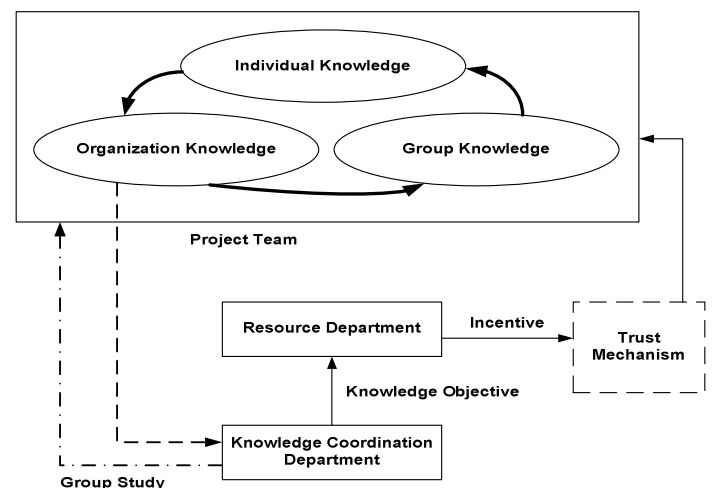 Individual Knowledge
Organization Knowledge
Group Knowledge
Project Team
Resource Department
Incentive
Trust
Mechanism
Knowledge Objective
Knowledge Coordination
Department
Group Study